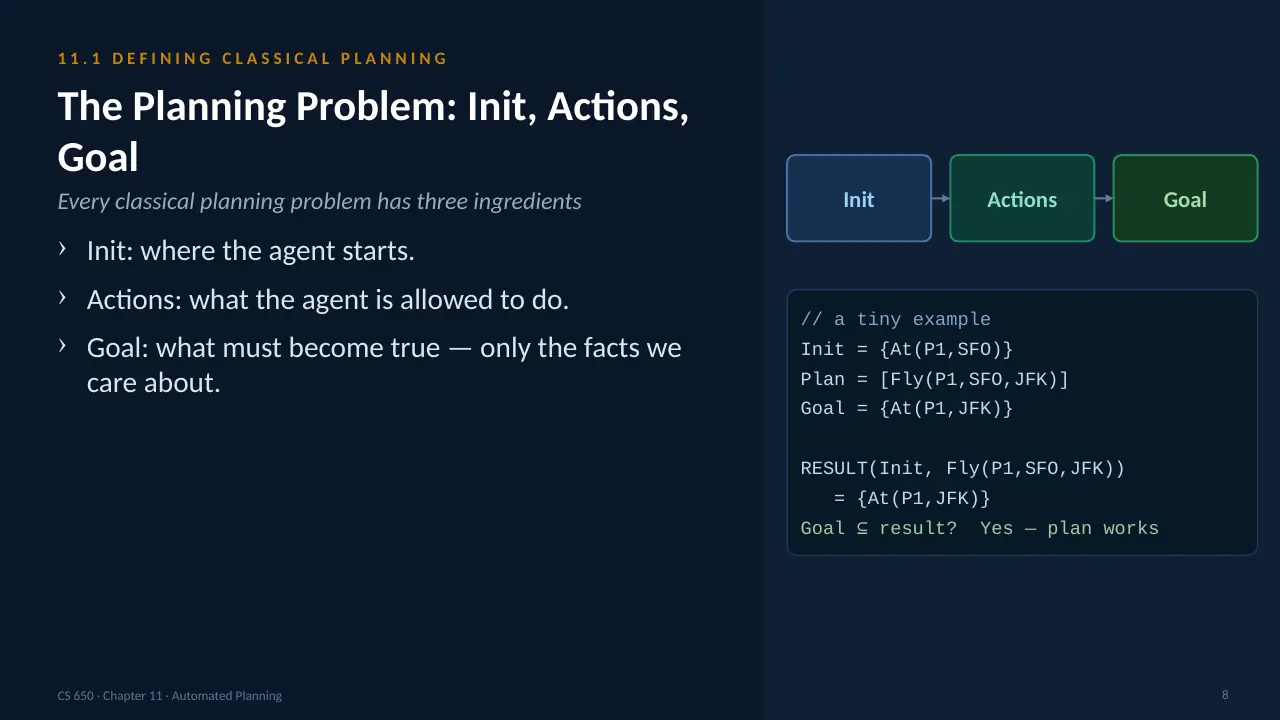 11.1 DEFINING CLASSICAL PLANNING
The Planning Problem: Init, Actions,
Goal
Every classical planning problem has three ingredients
› Init: where the agent starts.
› Actions: what the agent is allowed to do.
› Goal: what must become true — only the facts we
care about.
Init
Actions
Goal
// a tiny example
Init = {At(P1,SFO)}
Plan = [Fly(P1,SFO,JFK)]
Goal = {At(P1,JFK)}
RESULT(Init, Fly(P1,SFO,JFK))
= {At(P1,JFK)}
Goal ⊆ result?  Yes — plan works
CS 650 · Chapter 11 · Automated Planning
8